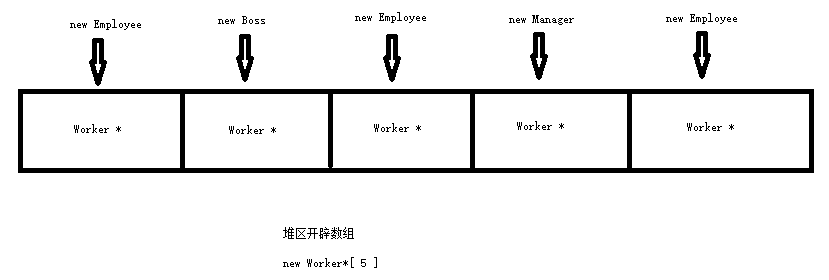 new Employee
new Boss
new Employee
new Manager
new Employee
Worker *
Worker *
Worker *
Worker *
Worker *
堆区开辟数组
new Worker*[ 5 ]